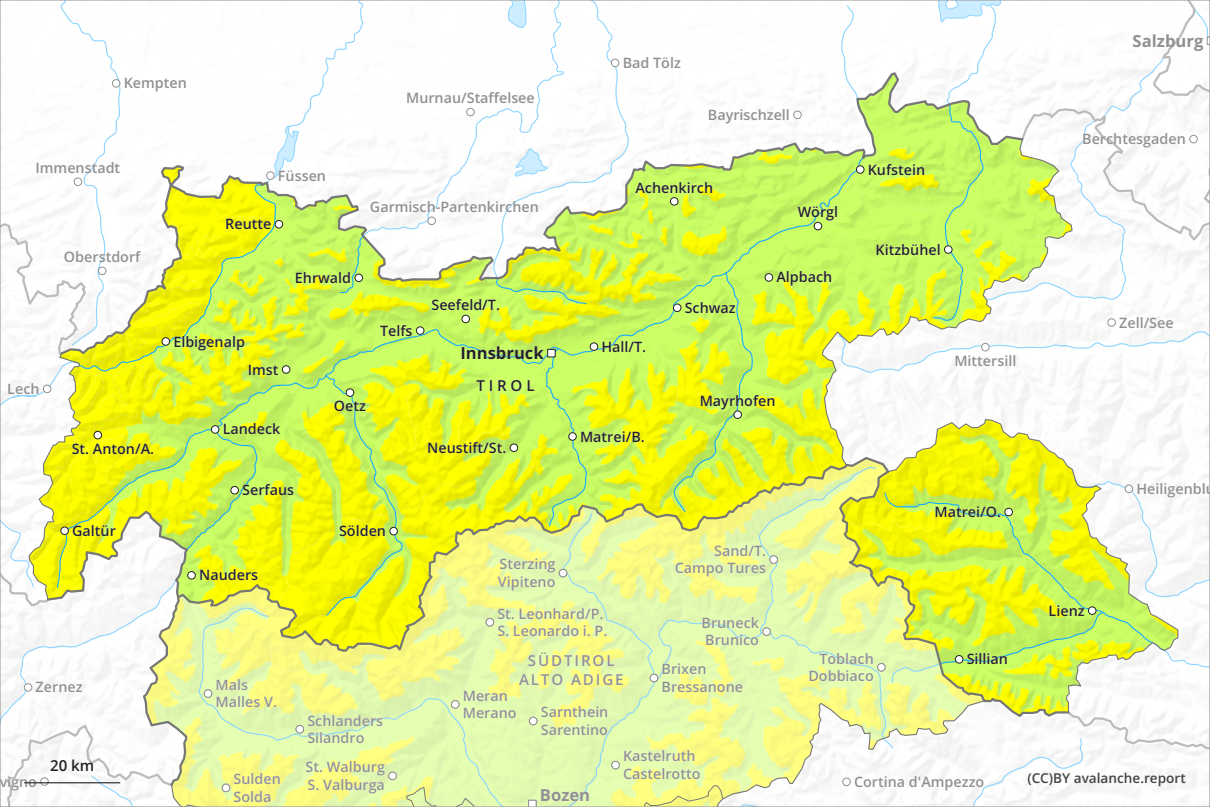 Salzburg
Bad Tölz
Kempten
Murnau/Staffelsee
Bayrischzell
Berchtesgaden
Immenstadt
Füssen
Kufstein
Achenkirch
Garmisch-Partenkirchen
Wörgl
Reutte
Oberstdorf
Kitzbühel
Ehrwald
Alpbach
Seefeld/T.
Schwaz
Zell/See
Telfs
Elbigenalp
Innsbruck
Hall/T.
Mittersill
Imst
Lech
TIROL
Oetz
Mayrhofen
Landeck
Matrei/B.
St. Anton/A.
Neustift/St.
Serfaus
Heiligenblu
Matrei/O.
Galtür
Sölden
Sand/T.
Campo Tures
Sterzing
Vipiteno
Nauders
Lienz
St. Leonhard/P.
S. Leonardo i. P.
Bruneck
Brunico
SÜDTIROL
ALTO ADIGE
Sillian
Toblach
Dobbiaco
Brixen
Bressanone
Zernez
Mals
Malles V.
Meran
Merano
Sarnthein
Sarentino
Schlanders
Silandro
Kastelruth
Castelrotto
20 km
St. Walburg
S. Valburga
Sulden
Solda
vigno
Cortina d'Ampezzo
(CC)BY avalanche.report
Bozen